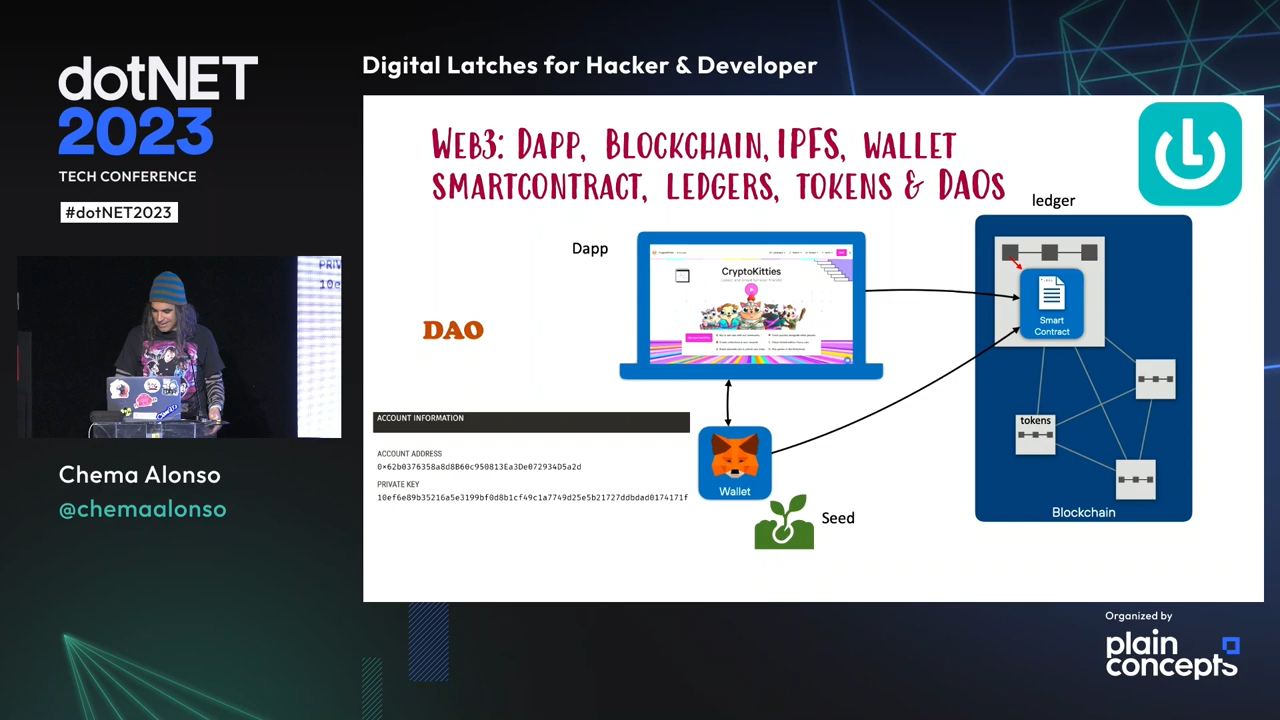 dotNET
2023
TECH CONFERENCE
#dotNET2023
Chema Alonso
@chemaalonso
Digital Latches for Hacker & Developer
WEB3: DAPP, BLOCKCHAIN, IPFS, WALLET
SMARTCONTRACT, LEDGERS, TOKENS & DAOS
ledger
Dapp
CryptoKitties
DAO
Smart
Contract
tokens
Blockchain
ACCOUNT INFORMATION
ACCOUNT ADDRESS
0x62b0376358a8d8B60c950813Ea3De072934D5a2d
PRIVATE KEY
10ef6e89b35216a5e3199bf0d8b1cf49c1a7749d25e5b21727ddbdad0174171f
Wallet
Seed
Organized by
plain
concepts